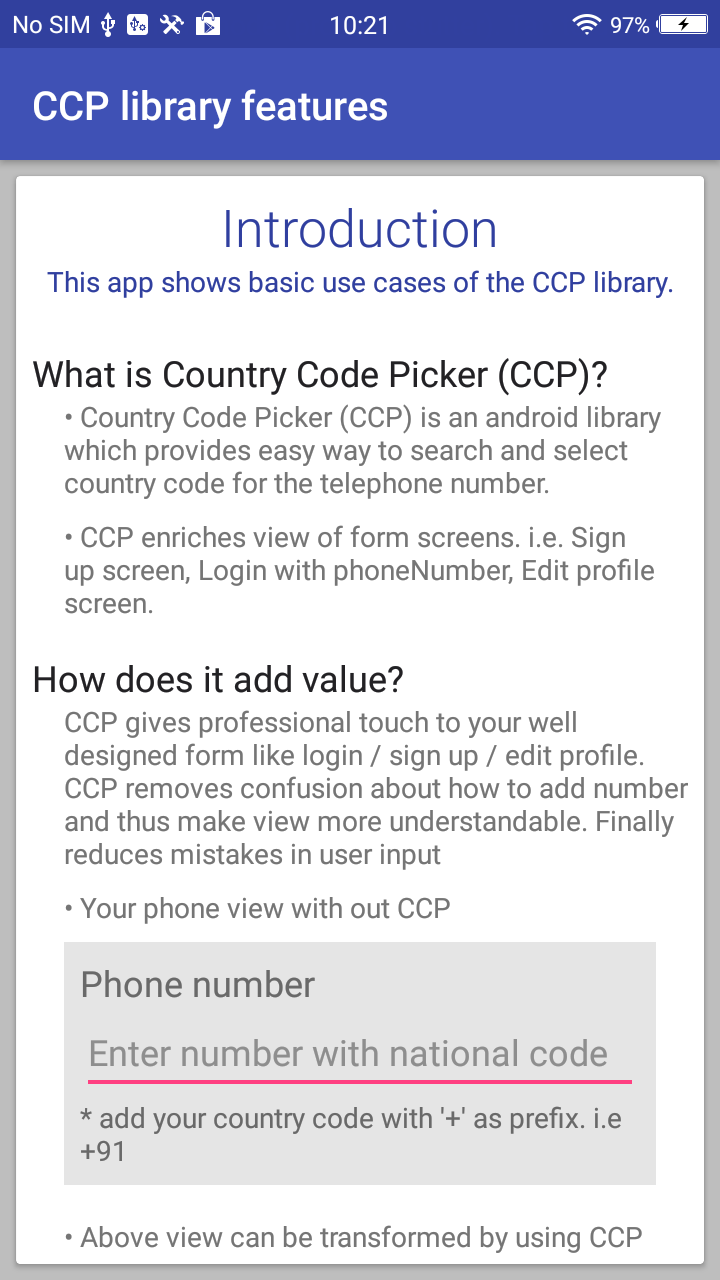 No SIM 10:21 97%
CCP library features
Introduction
This app shows basic use cases of the CCP library.
What is Country Code Picker (CCP)?
• Country Code Picker (CCP) is an android library
which provides easy way to search and select
country code for the telephone number.
• CCP enriches view of form screens. i.e. Sign
up screen, Login with phoneNumber, Edit profile
screen.
How does it add value?
CCP gives professional touch to your well
designed form like login / sign up / edit profile.
CCP removes confusion about how to add number
and thus make view more understandable. Finally
reduces mistakes in user input
• Your phone view with out CCP
Phone number
Enter number with national code
* add your country code with '+' as prefix. i.e
+91
• Above view can be transformed by using CCP